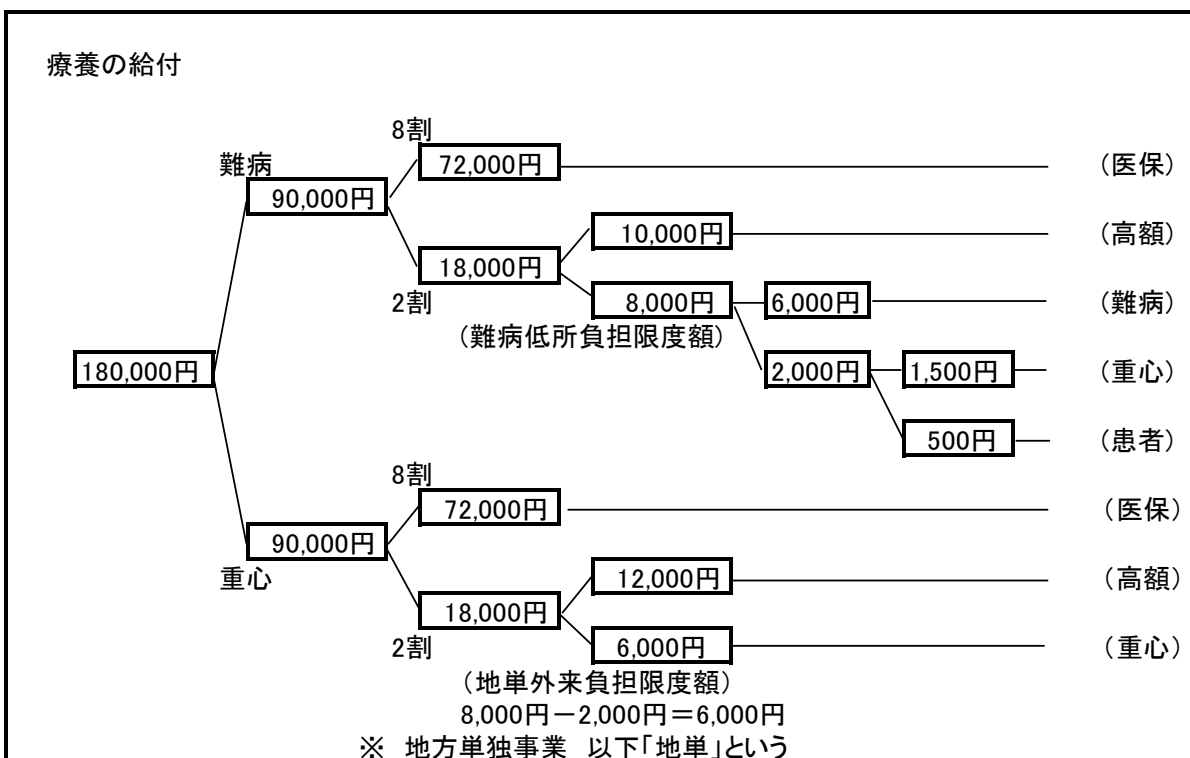 療養の給付
8割
難病 72,000円 (医保)
90,000円
10,000円 (高額)
18,000円
2割 8,000円 6,000円 (難病)
(難病低所負担限度額)
180,000円 2,000円 1,500円 (重心)
500円 (患者)
8割
72,000円 (医保)
90,000円
重心 12,000円 (高額)
18,000円
2割 6,000円 (重心)
(地単外来負担限度額)
8,000円－2,000円＝6,000円
※ 地方単独事業 以下「地単」という